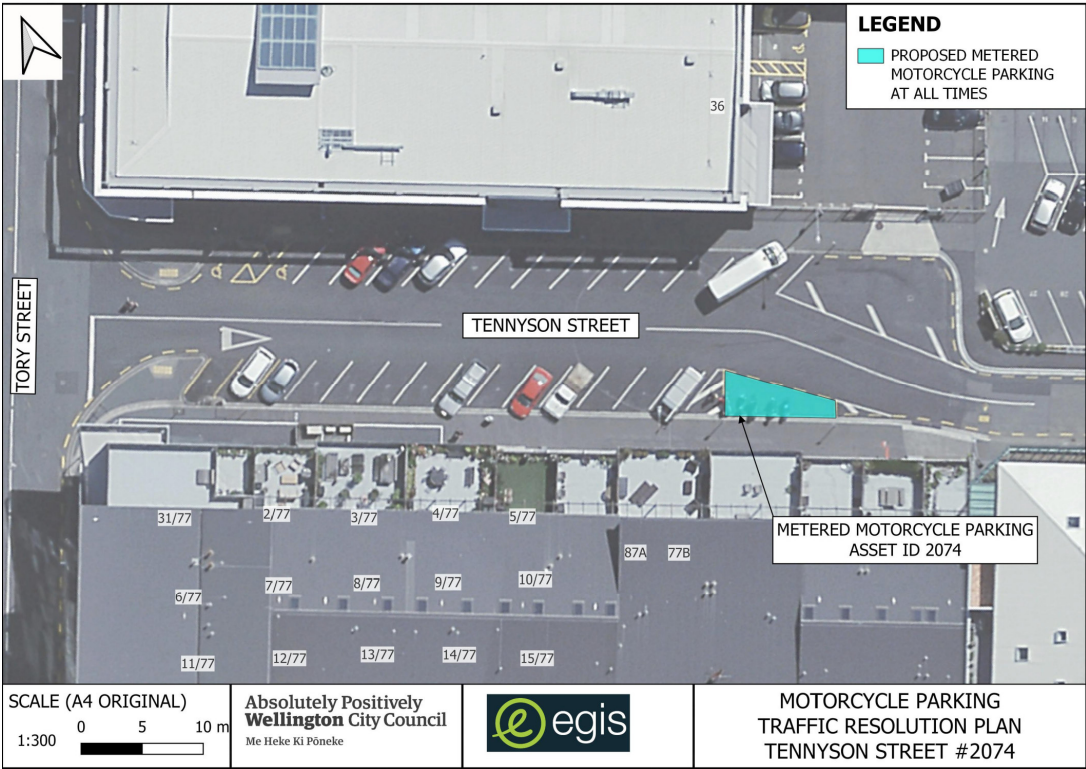 LEGEND
PROPOSED METERED
MOTORCYCLE PARKING
AT ALL TIMES
36
TORY STREET
TENNYSON STREET
METERED MOTORCYCLE PARKING
ASSET ID 2074
31/77
2/77
3/77
4/77
5/77
87A
77B
6/77
7/77
8/77
9/77
10/77
11/77
12/77
13/77
14/77
15/77
SCALE (A4 ORIGINAL)
1:300
0 5 10 m
Absolutely Positively
Wellington City Council
Me Heke Ki Pōneke
egis
MOTORCYCLE PARKING
TRAFFIC RESOLUTION PLAN
TENNYSON STREET #2074